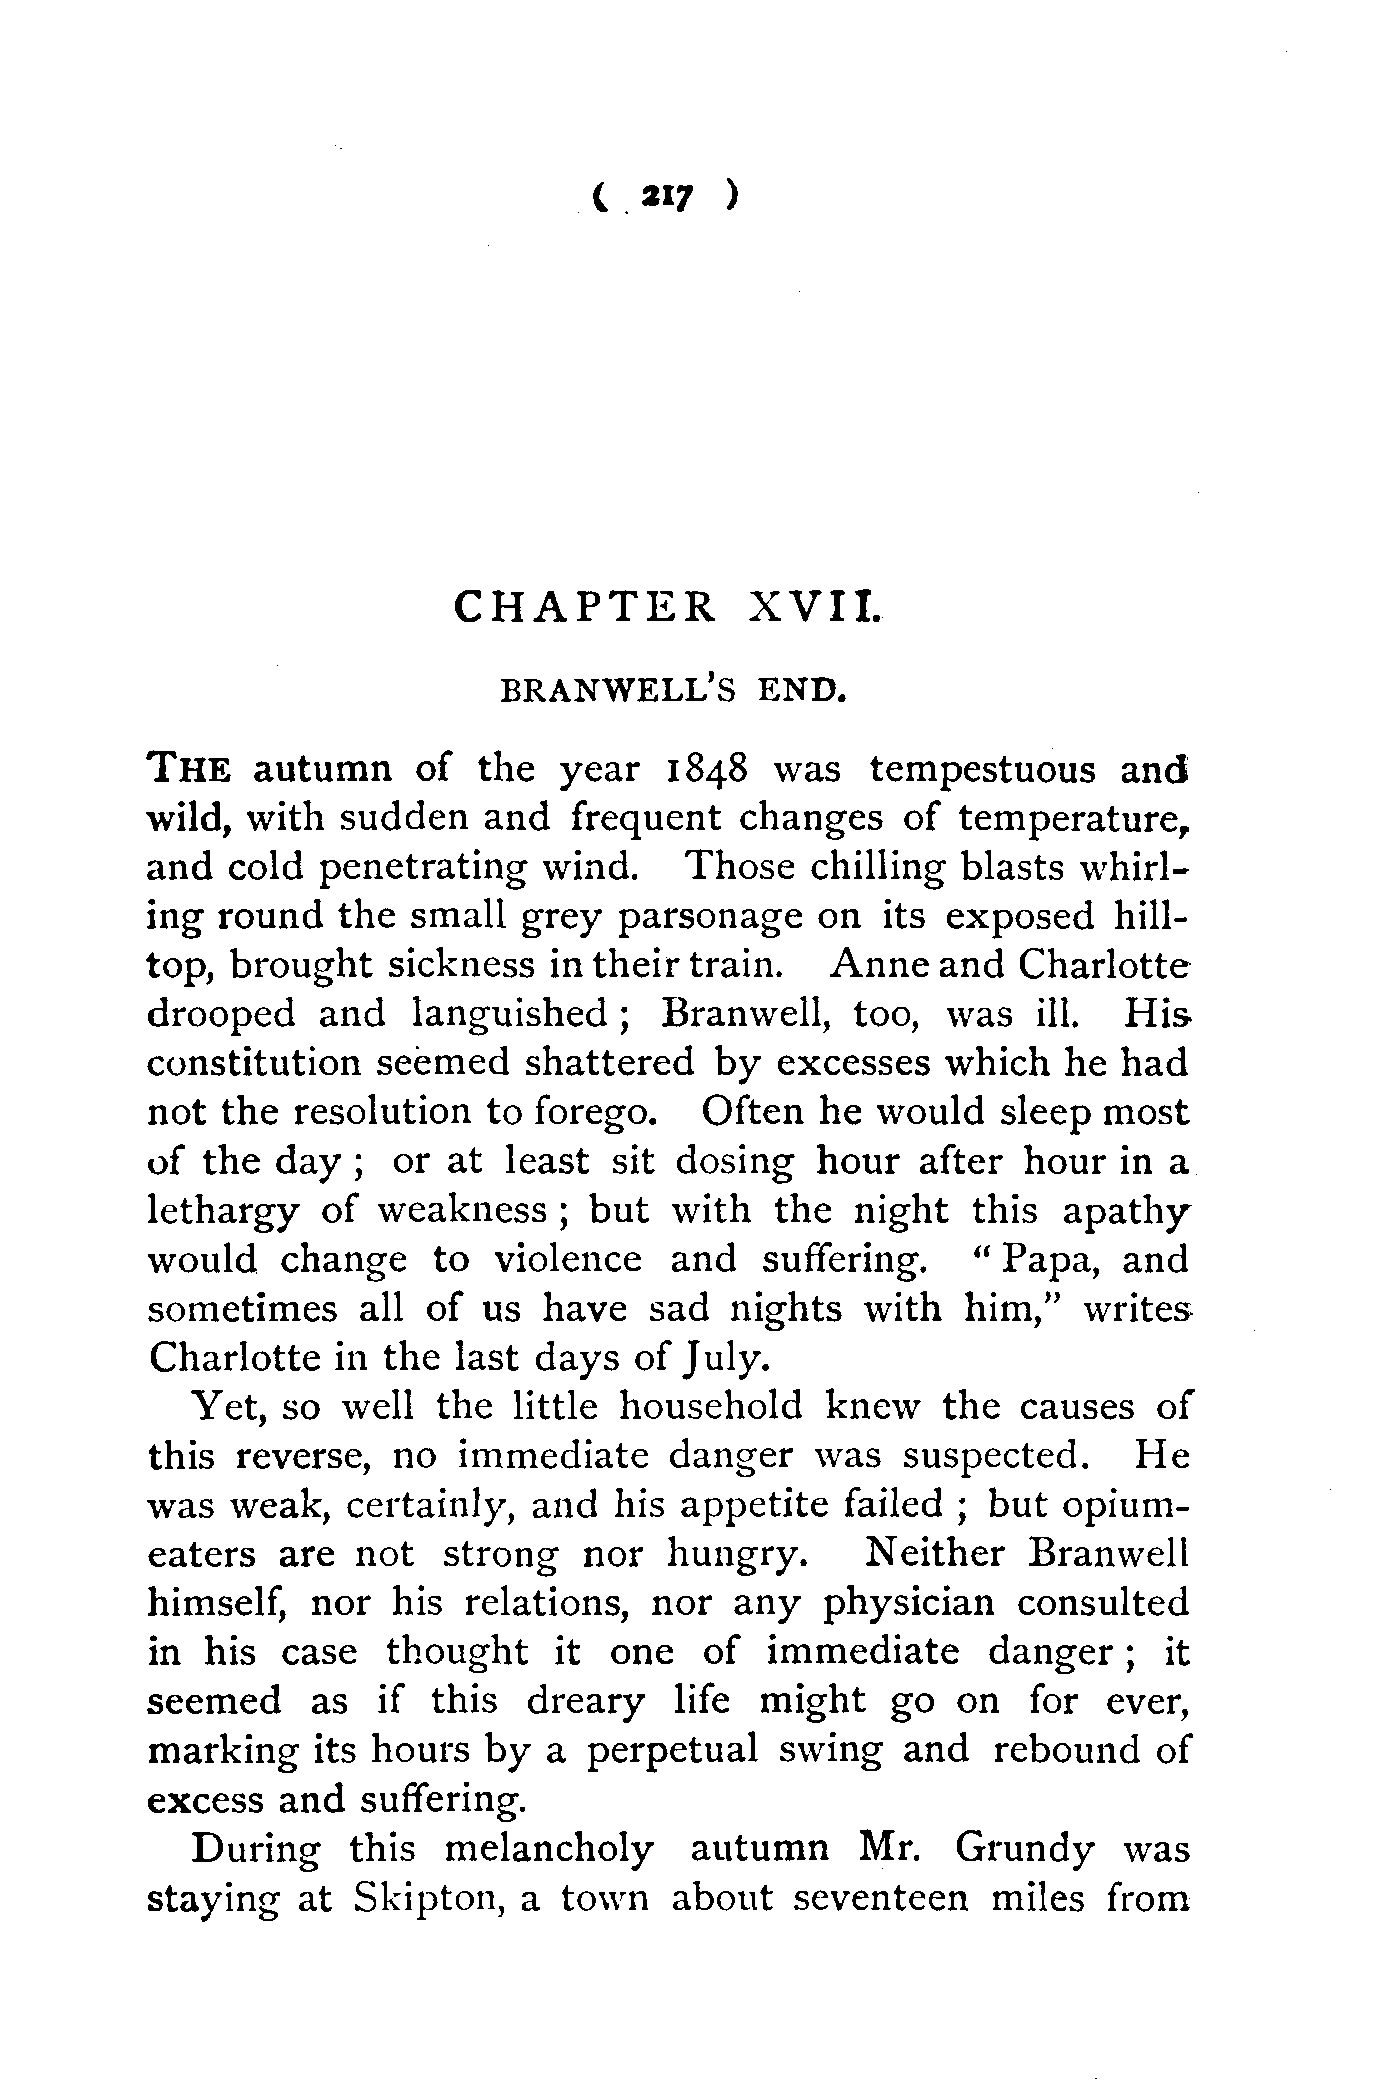 ( 217 )
CHAPTER XVII.
BRANWELL'S END.
THE autumn of the year 1848 was tempestuous and
wild, with sudden and frequent changes of temperature,
and cold penetrating wind. Those chilling blasts whirl-
ing round the small grey parsonage on its exposed hill-
top, brought sickness in their train. Anne and Charlotte
drooped and languished ; Branwell, too, was ill. His
constitution seemed shattered by excesses which he had
not the resolution to forego. Often he would sleep most
of the day ; or at least sit dosing hour after hour in a
lethargy of weakness ; but with the night this apathy
would change to violence and suffering. " Papa, and
sometimes all of us have sad nights with him," writes
Charlotte in the last days of July.
Yet, so well the little household knew the causes of
this reverse, no immediate danger was suspected. He
was weak, certainly, and his appetite failed ; but opium-
eaters are not strong nor hungry. Neither Branwell
himself, nor his relations, nor any physician consulted
in his case thought it one of immediate danger ; it
seemed as if this dreary life might go on for ever,
marking its hours by a perpetual swing and rebound of
excess and suffering.
During this melancholy autumn Mr. Grundy was
staying at Skipton, a town about seventeen miles from